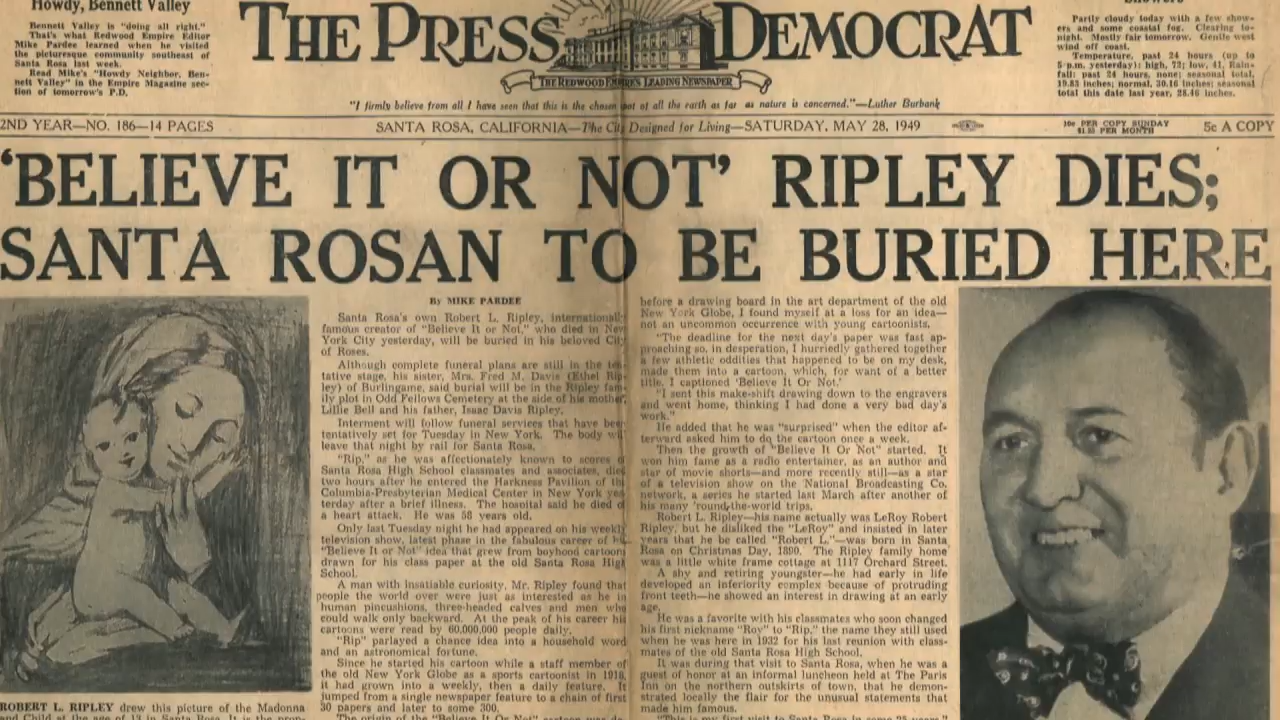 Howdy, Bennett Valley
Bennett Valley is "doing all right."
That's what Redwood Empire Editor
Mike Pardee learned when he visited
the picturesque community southeast of
Santa Rosa last week.
Read Mike's "Howdy Neighbor, Ben-
nett Valley" in the Empire Magazine sec-
tion of tomorrow's P.D.
THE PRESS DEMOCRAT
THE REDWOOD EMPIRE'S LEADING NEWSPAPER
"I firmly believe from all I have seen that this is the chosen spot of all the earth as far as nature is concerned."—Luther Burbank
Showers
Partly cloudy today with a few show-
ers and some coastal fog. Clearing to-
night. Mostly fair tomorrow. Gentle west
wind off coast.
Temperature, past 24 hours (up to
5 p.m. yesterday): high, 72; low, 41. Rain-
fall: past 24 hours, none; seasonal total,
19.83 inches; normal, 30.16 inches; seasonal
total this date last year, 28.46 inches.
2ND YEAR—NO. 186—14 PAGES
SANTA ROSA, CALIFORNIA—The City Designed for Living—SATURDAY, MAY 28, 1949
10c PER COPY SUNDAY
PER MONTH
5c A COPY
'BELIEVE IT OR NOT' RIPLEY DIES;
SANTA ROSAN TO BE BURIED HERE
By MIKE PARDEE
Santa Rosa's own Robert L. Ripley, internationall
famous creator of "Believe It or Not," who died in New
York City yesterday, will be buried in his beloved City
of Roses.
Although complete funeral plans are still in the ten
tative stage, his sister, Mrs. Fred M. Davis (Ethel Rip
ley) of Burlingame, said burial will be in the Ripley fam
ily plot in Odd Fellows Cemetery at the side of his mother,
Lillie Bell and his father, Isaac Davis Ripley.
Interment will follow funeral services that have been
tentatively set for Tuesday in New York. The body wil
leave that night by rail for Santa Rosa.
"Rip," as he was affectionately known to scores o
Santa Rosa High School classmates and associates, died
two hours after he entered the Harkness Pavilion of the
Columbia-Presbyterian Medical Center in New York yes
terday after a brief illness. The hospital said he died of
a heart attack. He was 58 years old.
Only last Tuesday night he had appeared on his weekly
television show, latest phase in the fabulous career of his
"Believe It or Not" idea that grew from boyhood cartoons
drawn for his class paper at the old Santa Rosa High
School.
A man with insatiable curiosity, Mr. Ripley found that
people the world over were just as interested as he in
human pincushions, three-headed calves and men who
could walk only backward. At the peak of his career his
cartoons were read by 60,000,000 people daily.
"Rip" parlayed a chance idea into a household word
and an astronomical fortune.
Since he started his cartoon while a staff member of
the old New York Globe as a sports cartoonist in 1918,
it had grown into a weekly, then a daily feature. It
jumped from a single newspaper feature to a chain of first
30 papers and later to some 300.
The origin of the "Believe It Or Not" cartoon was de-
before a drawing board in the art department of the old
New York Globe, I found myself at a loss for an idea—
not an uncommon occurrence with young cartoonists.
"The deadline for the next day's paper was fast ap-
proaching so, in desperation, I hurriedly gathered together
a few athletic oddities that happened to be on my desk,
made them into a cartoon, which, for want of a better
title, I captioned 'Believe It Or Not.'
"I sent this make-shift drawing down to the engravers
and went home, thinking I had done a very bad day's
work."
He added that he was "surprised" when the editor af-
terward asked him to do the cartoon once a week.
Then the growth of "Believe It Or Not" started. It
won him fame as a radio entertainer, as an author and
star of movie shorts—and more recently still—as a star
of a television show on the National Broadcasting Co.
network, a series he started last March after another of
his many 'round-the-world trips.
Robert L. Ripley—his name actually was LeRoy Robert
Ripley, but he disliked the "LeRoy" and insisted in later
years that he be called "Robert L."—was born in Santa
Rosa on Christmas Day, 1890. The Ripley family home
was a little white frame cottage at 1117 Orchard Street.
A shy and retiring youngster—he had early in life
developed an inferiority complex because of protruding
front teeth—he showed an interest in drawing at an early
age.
He was a favorite with his classmates who soon changed
his first nickname "Roy" to "Rip," the name they still used
when he was here in 1932 for his last reunion with class-
mates of the old Santa Rosa High School.
It was during that visit to Santa Rosa, when he was a
guest of honor at an informal luncheon held at The Paris
Inn on the northern outskirts of town, that he demon-
strated locally the flair for the unusual statements that
made him famous.
"This is my first visit to Santa Rosa in some 25 years,"
ROBERT L. RIPLEY drew this picture of the Madonna
and Child at the age of 13 in Santa Rosa. It is the prop-